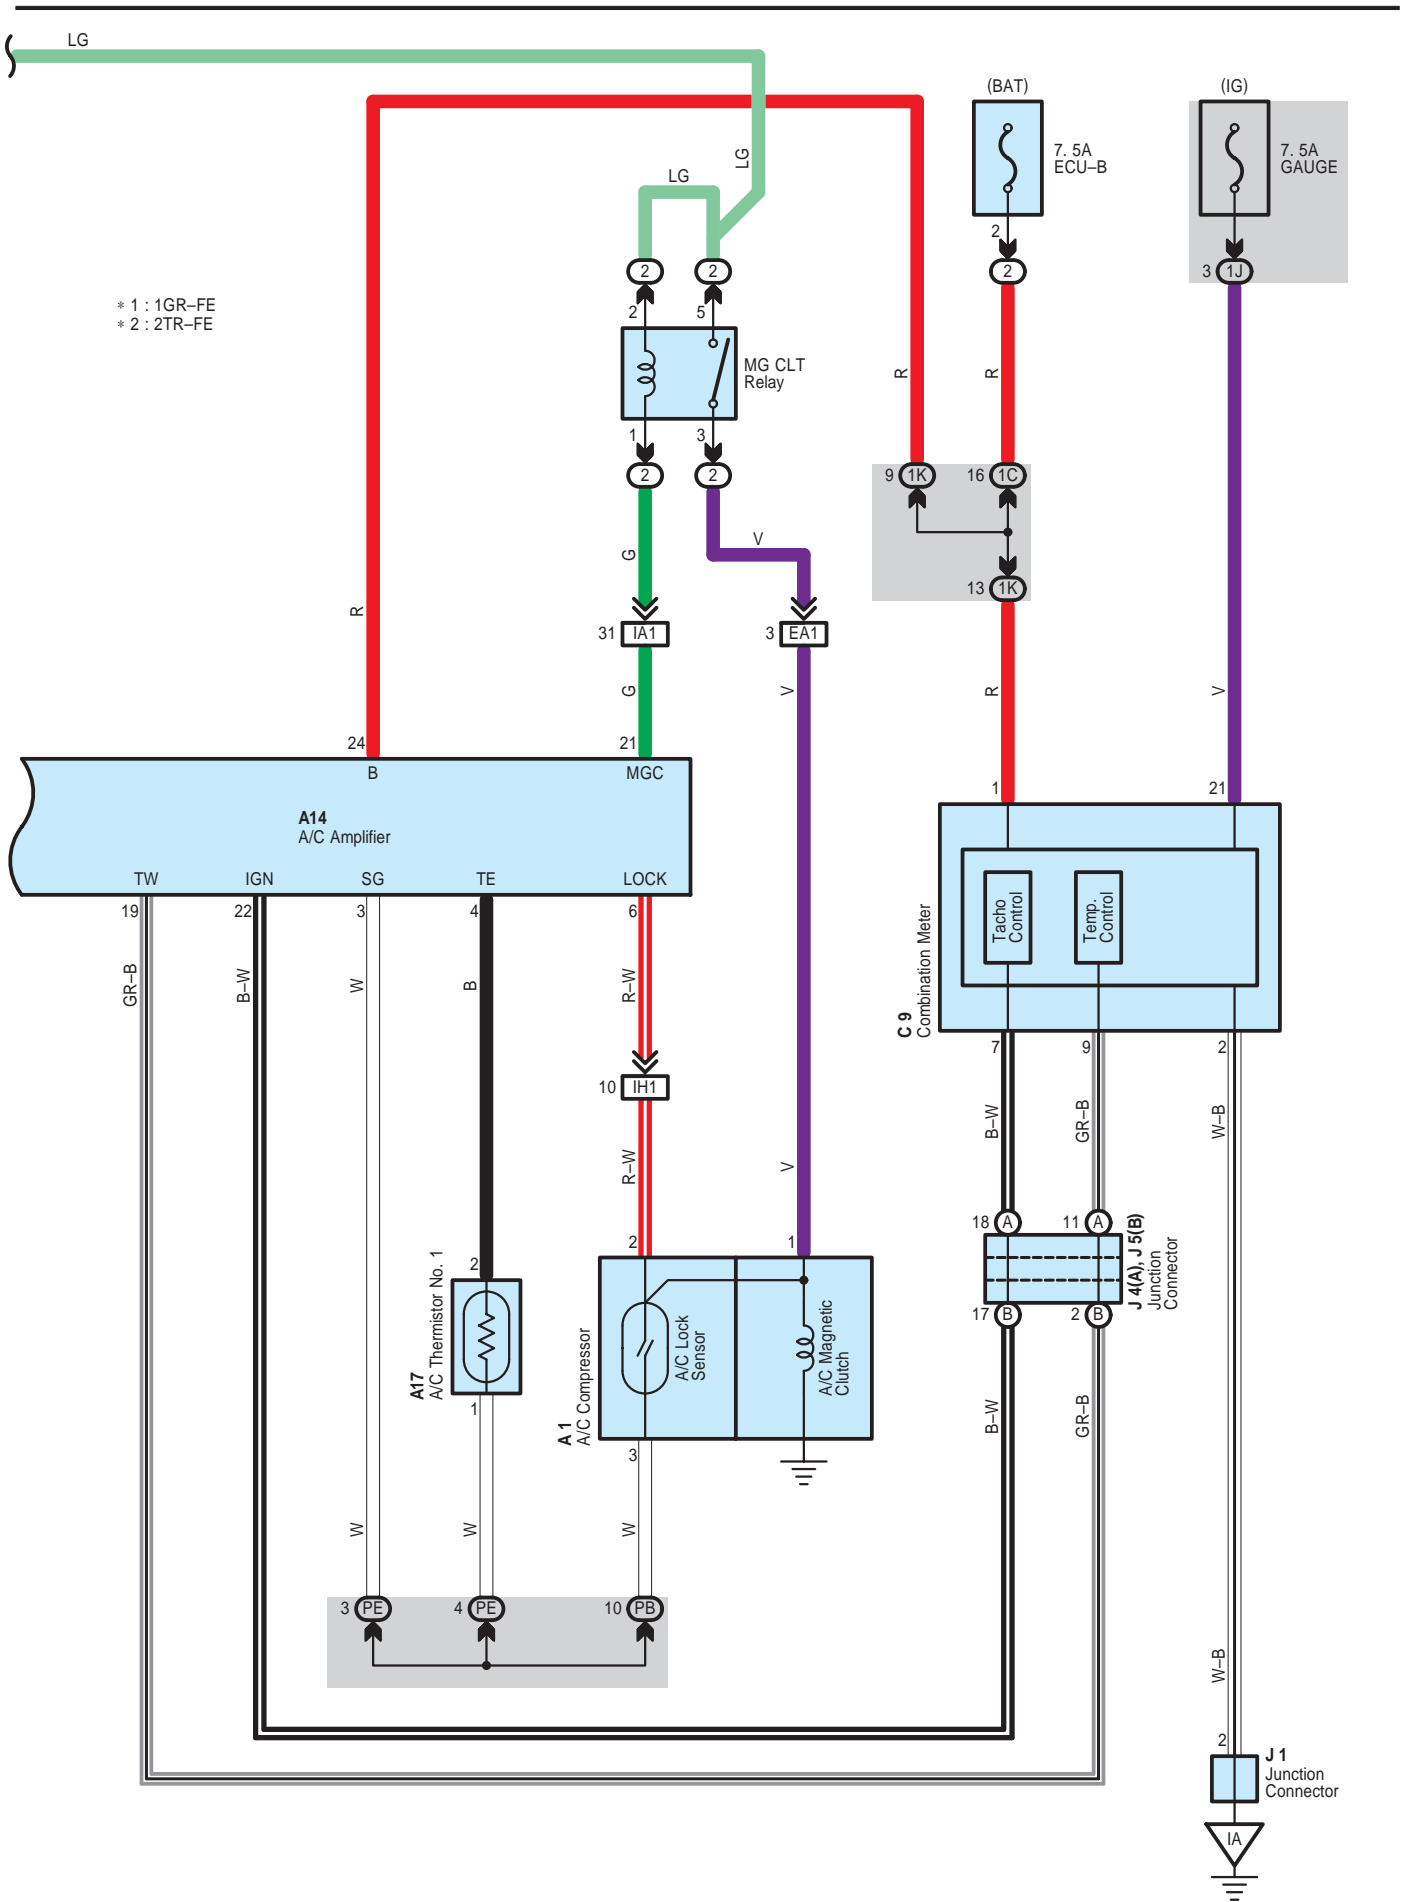 LG
(BAT)
(IG)
7. 5A
ECU–B
7. 5A
GAUGE
LG
LG
2
3 1J
2 2 2
∗ 1 : 1GR–FE
∗ 2 : 2TR–FE
2 5
MG CLT
Relay
R R
1 3
2 2
9 1K 16 1C
G V
13 1K
R
31 IA1 3 EA1
G V R V
24 21
B MGC
1 21
A14
A/C Amplifier
TW IGN SG TE LOCK
19 22 3 4 6
Tacho
Control
Temp.
Control
C 9
Combination Meter
GR–B B–W W B R–W
7 9 2
10 IH1
B–W GR–B W–B
R–W V
18 A 11 A
J 4(A), J 5(B)
Junction
Connector
2 2 1
17 B 2 B
A17
A/C Thermistor No. 1
A 1
A/C Compressor
A/C Lock
Sensor
A/C Magnetic
Clutch
1 3
B–W GR–B
W W W
3 PE 4 PE 10 PB
W–B
2
J 1
Junction
Connector
IA